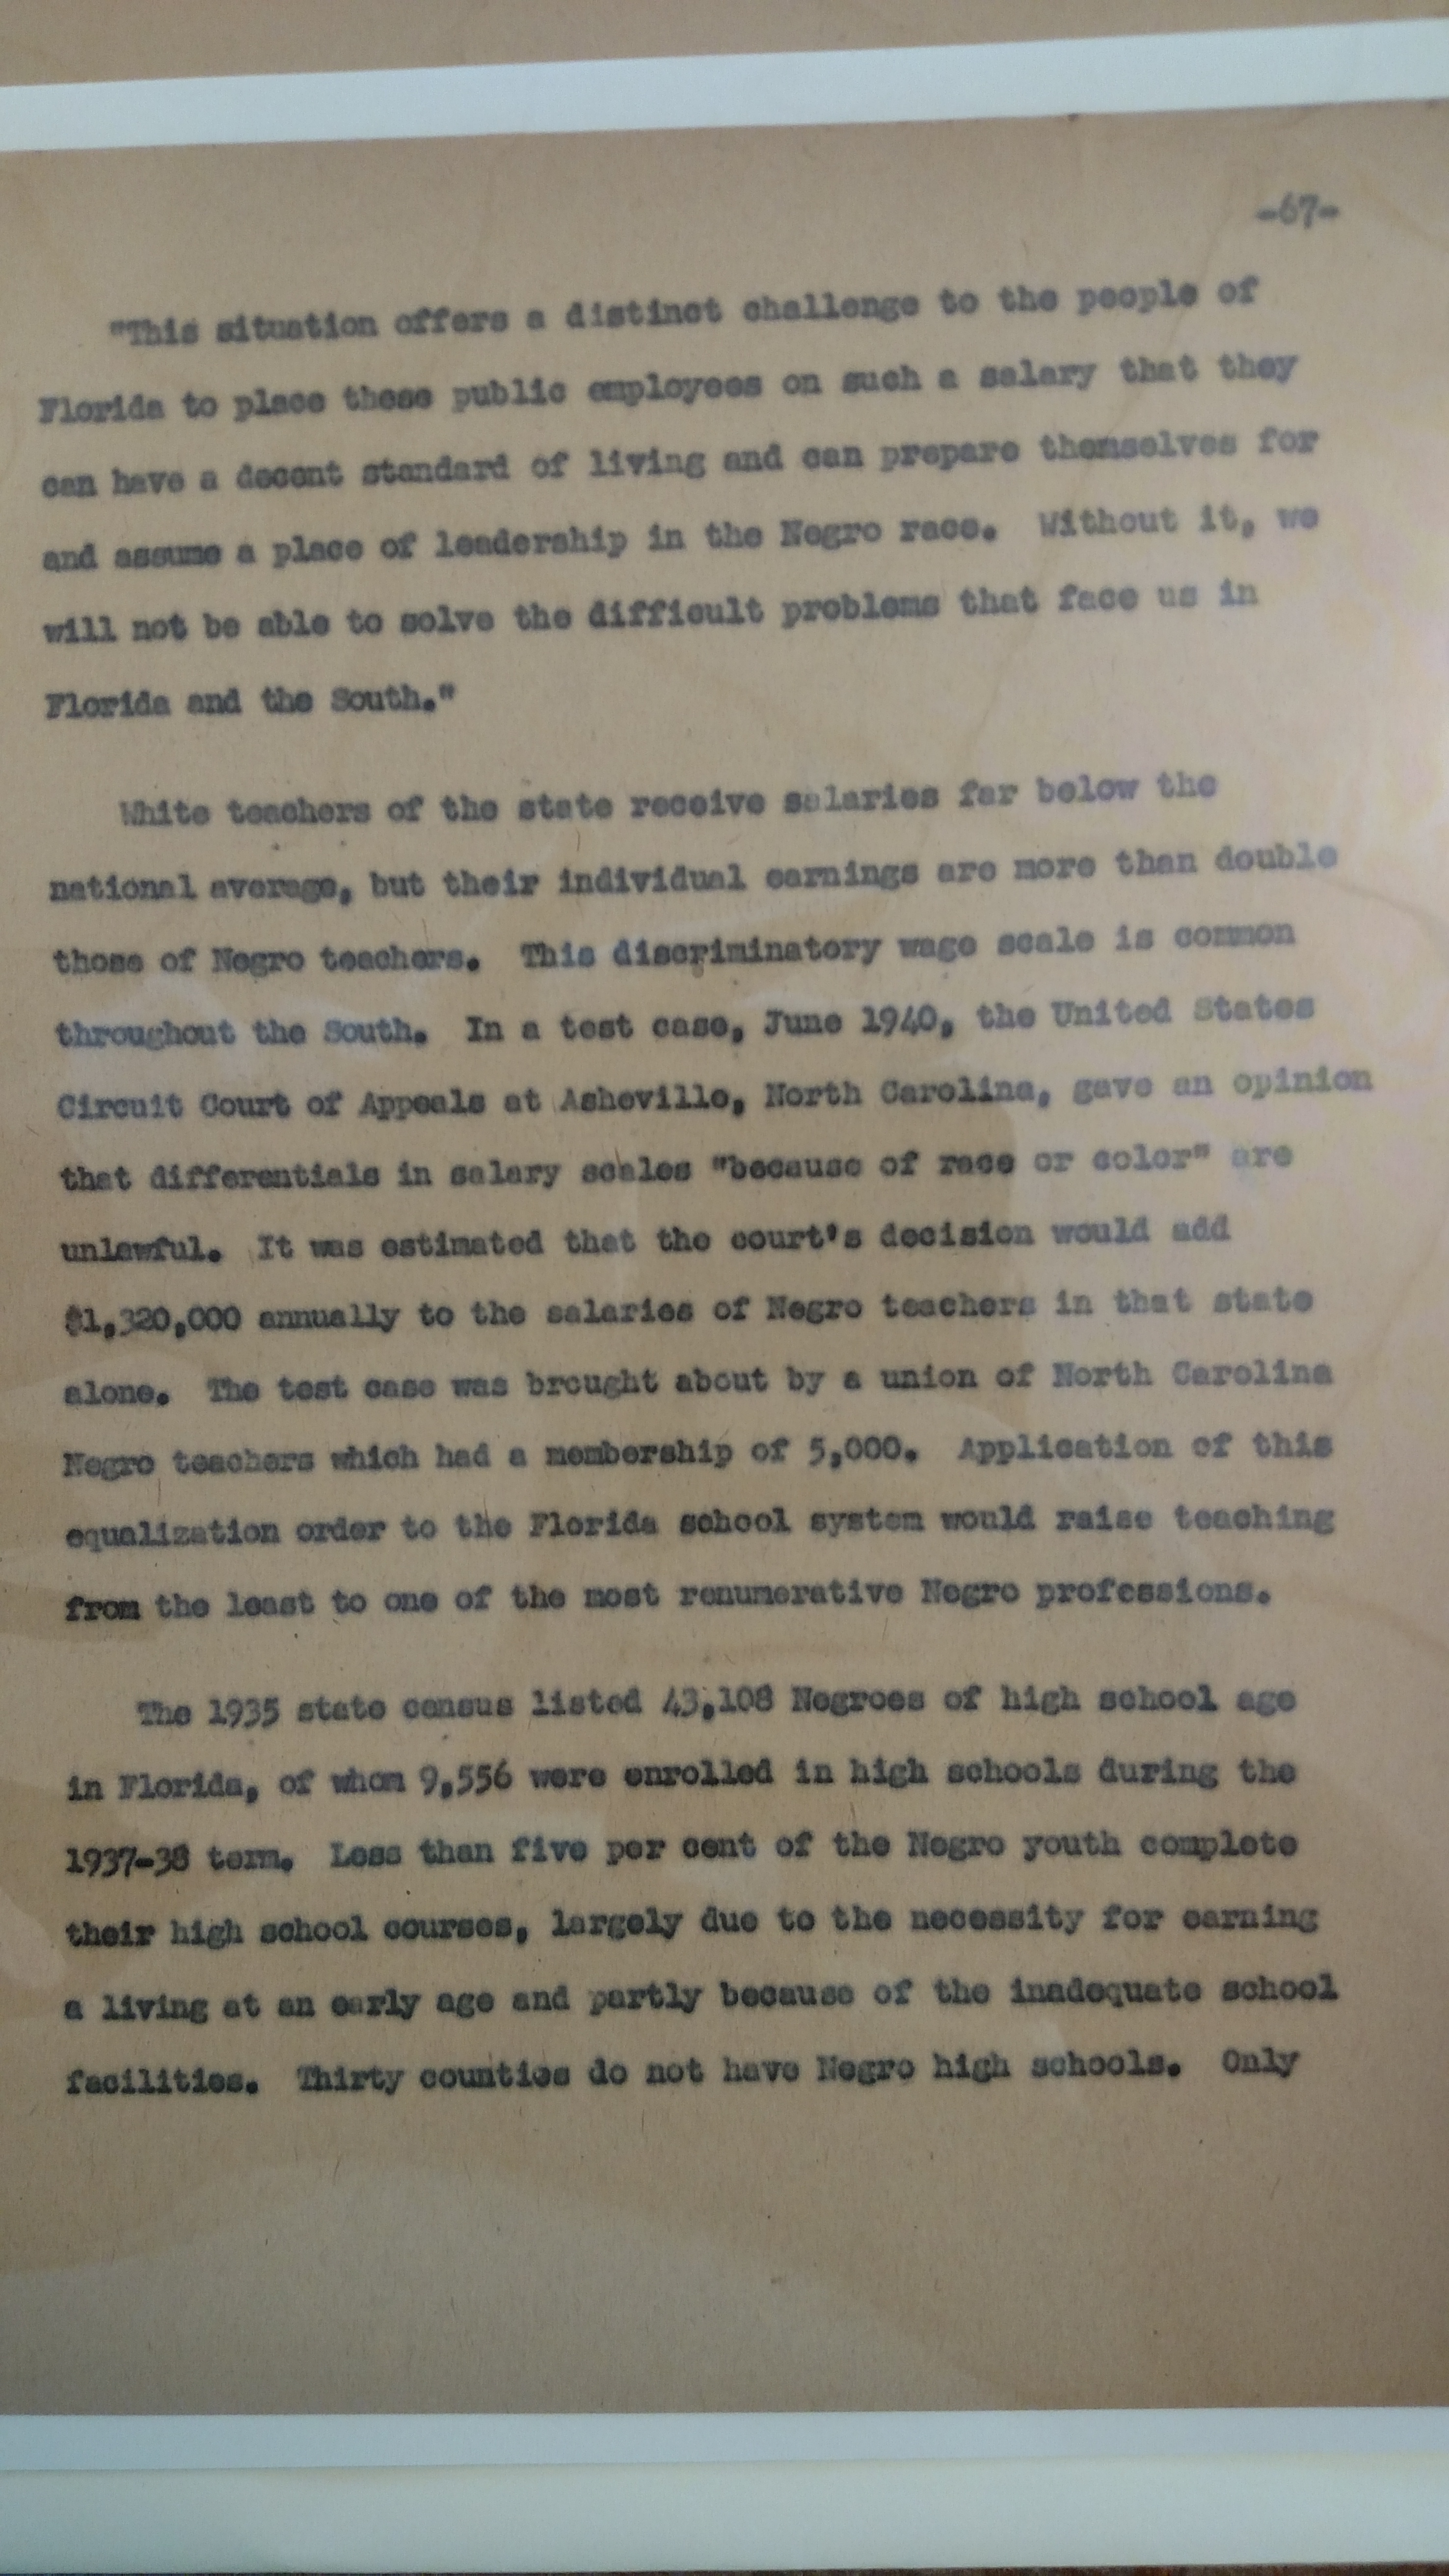 -67-
"This situation offers a distinct challenge to the people of
Florida to place these public employees on such a salary that they
can have a decent standard of living and can prepare themselves for
and assume a place of leadership in the Negro race. Without it, we
will not be able to solve the difficult problems that face us in
Florida and the South."
White teachers of the state receive salaries far below the
national average, but their individual earnings are more than double
those of Negro teachers. This discriminatory wage scale is common
throughout the South. In a test case, June 1940, the United States
Circuit Court of Appeals at Asheville, North Carolina, gave an opinion
that differentials in salary scales "because of race or color" are
unlawful. It was estimated that the court's decision would add
$1,320,000 annually to the salaries of Negro teachers in that state
alone. The test case was brought about by a union of North Carolina
Negro teachers which had a membership of 5,000. Application of this
equalization order to the Florida school system would raise teaching
from the least to one of the most renumerative Negro professions.
The 1935 state census listed 43,108 Negroes of high school age
in Florida, of whom 9,556 were enrolled in high schools during the
1937-38 term. Less than five per cent of the Negro youth complete
their high school courses, largely due to the necessity for earning
a living at an early age and partly because of the inadequate school
facilities. Thirty counties do not have Negro high schools. Only